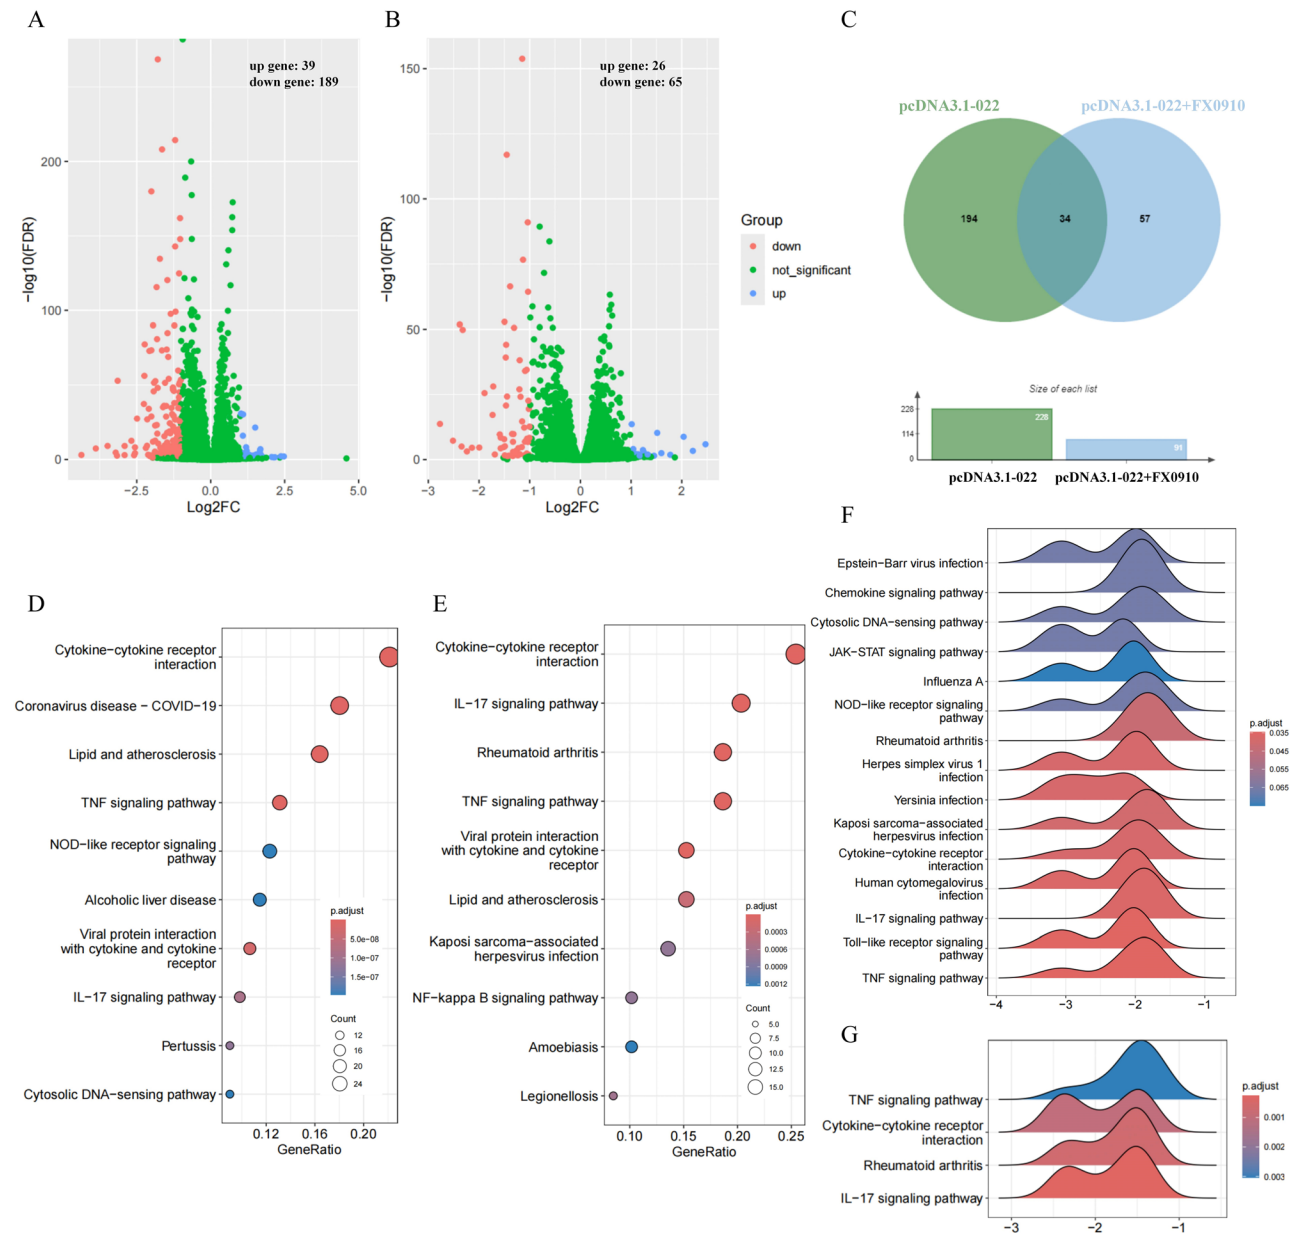 A
up gene: 39
down gene: 189
200
100
0
−log10(FDR)
−2.5
0.0
2.5
5.0
Log2FC
B
up gene: 26
down gene: 65
150
100
50
0
−log10(FDR)
−3
−2
−1
0
1
2
Log2FC
Group
down
not_significant
up
C
pcDNA3.1-022
pcDNA3.1-022+FX0910
194
34
57
Size of each list
228
114
0
228
91
pcDNA3.1-022
pcDNA3.1-022+FX0910
D
Cytokine−cytokine receptor
interaction
Coronavirus disease − COVID−19
Lipid and atherosclerosis
TNF signaling pathway
NOD−like receptor signaling
pathway
Alcoholic liver disease
Viral protein interaction
with cytokine and cytokine
receptor
IL−17 signaling pathway
Pertussis
Cytosolic DNA−sensing pathway
p.adjust
5.0e−08
1.0e−07
1.5e−07
Count
12
16
20
24
0.12
0.16
0.20
GeneRatio
E
Cytokine−cytokine receptor
interaction
IL−17 signaling pathway
Rheumatoid arthritis
TNF signaling pathway
Viral protein interaction
with cytokine and cytokine
receptor
Lipid and atherosclerosis
Kaposi sarcoma−associated
herpesvirus infection
NF−kappa B signaling pathway
Amoebiasis
Legionellosis
p.adjust
0.0003
0.0006
0.0009
0.0012
Count
5.0
7.5
10.0
12.5
15.0
0.10
0.15
0.20
0.25
GeneRatio
F
Epstein−Barr virus infection
Chemokine signaling pathway
Cytosolic DNA−sensing pathway
JAK−STAT signaling pathway
Influenza A
NOD−like receptor signaling
pathway
Rheumatoid arthritis
Herpes simplex virus 1
infection
Yersinia infection
Kaposi sarcoma−associated
herpesvirus infection
Cytokine−cytokine receptor
interaction
Human cytomegalovirus
infection
IL−17 signaling pathway
Toll−like receptor signaling
pathway
TNF signaling pathway
−4
−3
−2
−1
p.adjust
0.035
0.045
0.055
0.065
G
TNF signaling pathway
Cytokine−cytokine receptor
interaction
Rheumatoid arthritis
IL−17 signaling pathway
−3
−2
−1
p.adjust
0.001
0.002
0.003